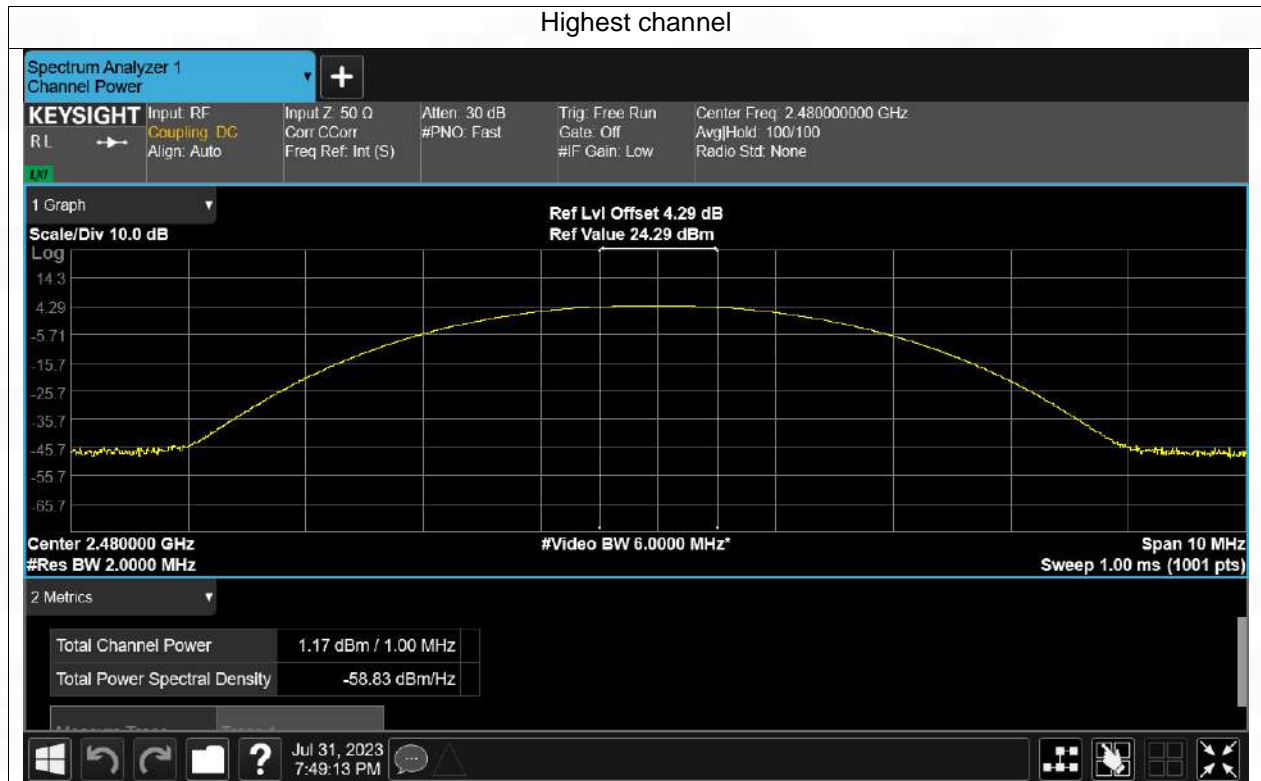 Highest channel
Spectrum Analyzer 1
Channel Power
KEYSIGHT
R L
LXI
Input: RF
Coupling: DC
Align: Auto
Input Z: 50 Ω
Corr CCorr
Freq Ref: Int (S)
Atten: 30 dB
#PNO: Fast
Trig: Free Run
Gate: Off
#IF Gain: Low
Center Freq: 2.480000000 GHz
Avg|Hold: 100/100
Radio Std: None
1 Graph
Scale/Div 10.0 dB
Ref Lvl Offset 4.29 dB
Ref Value 24.29 dBm
Log
14.3
4.29
-5.71
-15.7
-25.7
-35.7
-45.7
-55.7
-65.7
Center 2.480000 GHz
#Video BW 6.0000 MHz*
Span 10 MHz
#Res BW 2.0000 MHz
Sweep 1.00 ms (1001 pts)
2 Metrics
Total Channel Power 1.17 dBm / 1.00 MHz
Total Power Spectral Density -58.83 dBm/Hz
Jul 31, 2023
7:49:13 PM